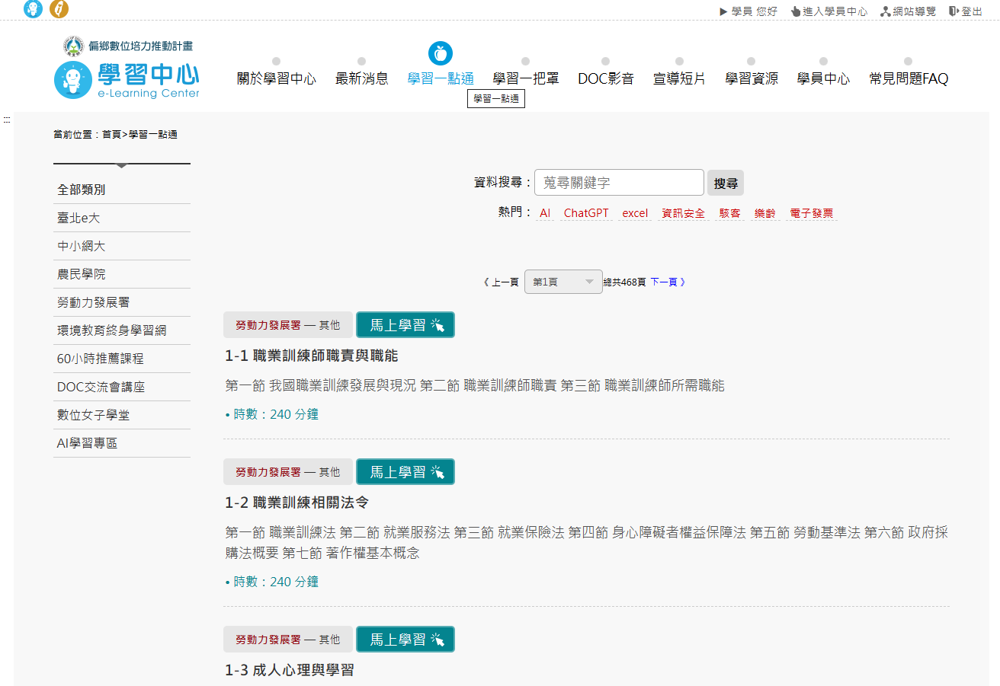 ▶ 學員 您好 進入學員中心 網站導覽 登出
偏鄉數位培力推動計畫
學習中心
e-Learning Center
關於學習中心 最新消息 學習一點通 學習一把罩 DOC影音 宣導短片 學習資源 學員中心 常見問題FAQ
學習一點通
:::
當前位置：首頁>學習一點通
全部類別
臺北e大
中小網大
農民學院
勞動力發展署
環境教育終身學習網
60小時推薦課程
DOC交流會講座
數位女子學堂
AI學習專區
資料搜尋： 蒐尋關鍵字 搜尋
熱門： AI ChatGPT excel 資訊安全 駭客 樂齡 電子發票
《 上一頁 第1頁 總共468頁 下一頁 》
勞動力發展署 — 其他 馬上學習
1-1 職業訓練師職責與職能
第一節 我國職業訓練發展與現況 第二節 職業訓練師職責 第三節 職業訓練師所需職能
• 時數：240 分鐘
勞動力發展署 — 其他 馬上學習
1-2 職業訓練相關法令
第一節 職業訓練法 第二節 就業服務法 第三節 就業保險法 第四節 身心障礙者權益保障法 第五節 勞動基準法 第六節 政府採
購法概要 第七節 著作權基本概念
• 時數：240 分鐘
勞動力發展署 — 其他 馬上學習
1-3 成人心理與學習